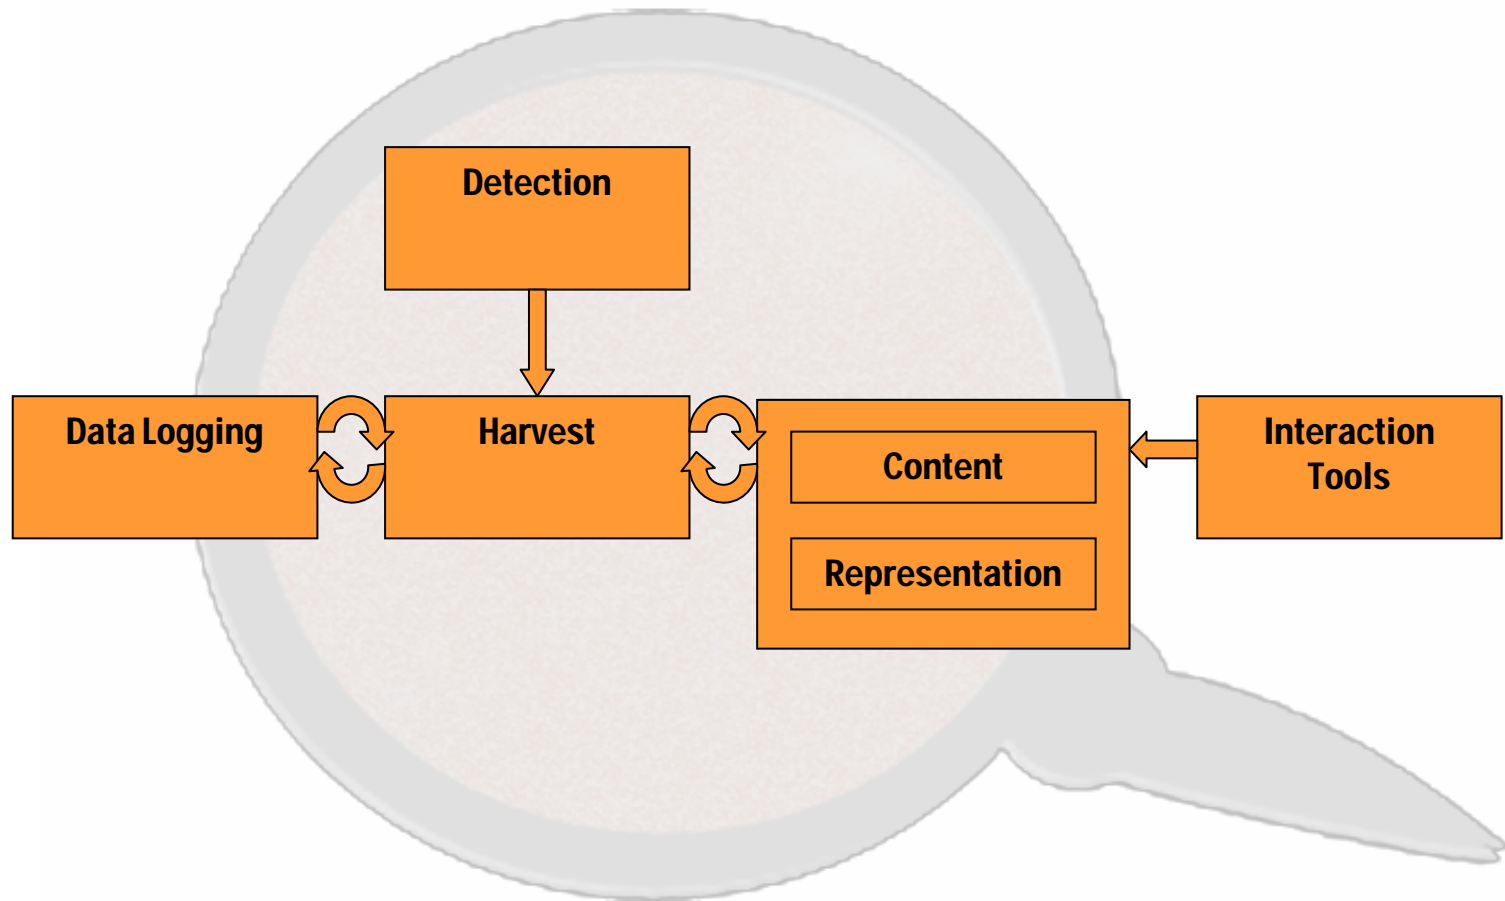 Detection
Data Logging
Harvest
Content
Representation
Interaction
Tools